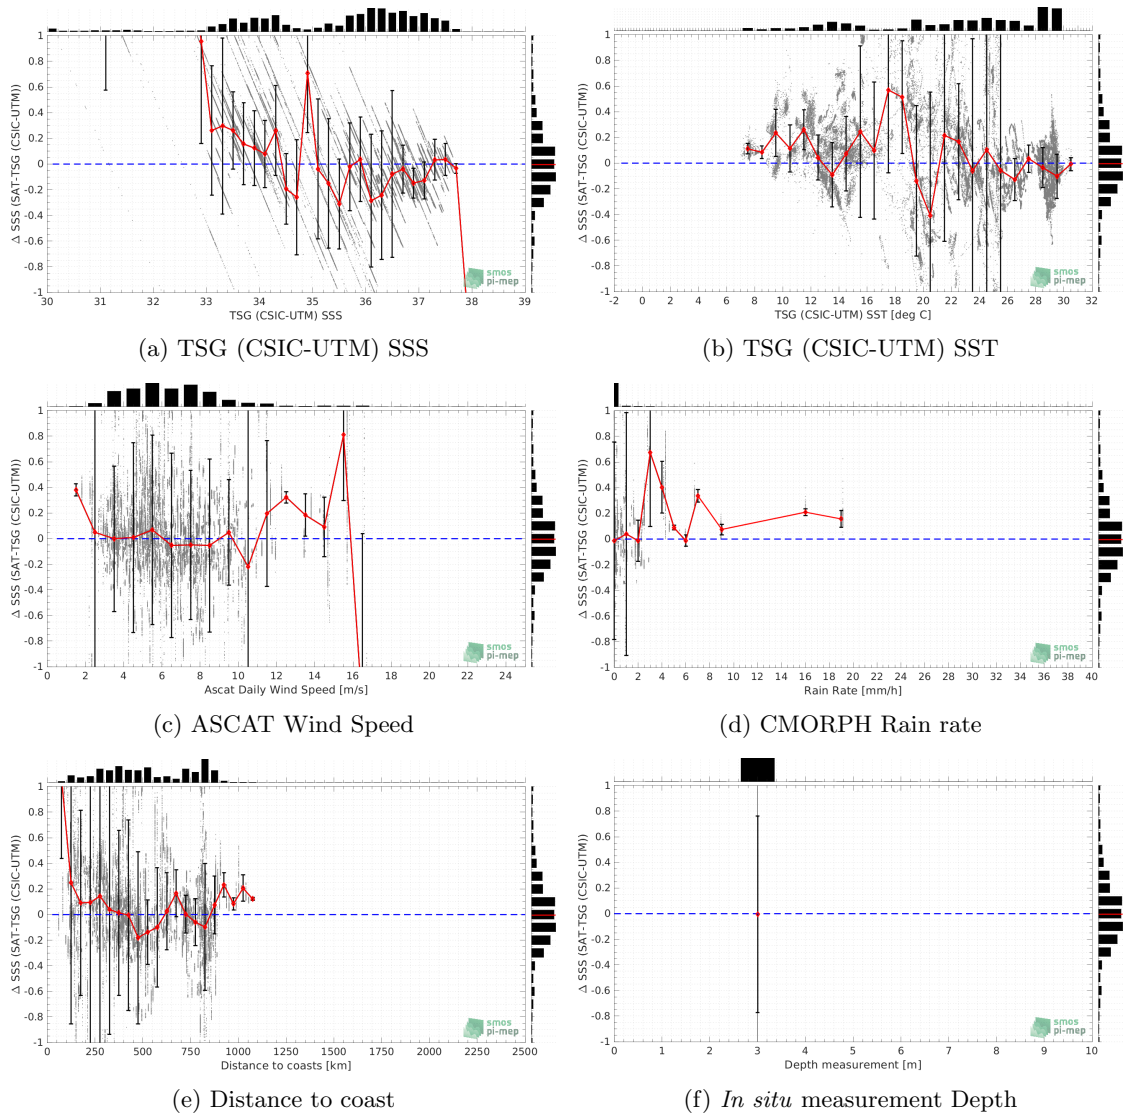 1
0.8
0.6
0.4
0.2
0
-0.2
-0.4
-0.6
-0.8
-1
Δ SSS (SAT-TSG (CSIC-UTM))
30 31 32 33 34 35 36 37 38 39
TSG (CSIC-UTM) SSS
smos
pi-mep
(a) TSG (CSIC-UTM) SSS
1
0.8
0.6
0.4
0.2
0
-0.2
-0.4
-0.6
-0.8
-1
Δ SSS (SAT-TSG (CSIC-UTM))
-2 0 2 4 6 8 10 12 14 16 18 20 22 24 26 28 30 32
TSG (CSIC-UTM) SST [deg C]
smos
pi-mep
(b) TSG (CSIC-UTM) SST
1
0.8
0.6
0.4
0.2
0
-0.2
-0.4
-0.6
-0.8
-1
Δ SSS (SAT-TSG (CSIC-UTM))
0 2 4 6 8 10 12 14 16 18 20 22 24
Ascat Daily Wind Speed [m/s]
smos
pi-mep
(c) ASCAT Wind Speed
1
0.8
0.6
0.4
0.2
0
-0.2
-0.4
-0.6
-0.8
-1
Δ SSS (SAT-TSG (CSIC-UTM))
0 2 4 6 8 10 12 14 16 18 20 22 24 26 28 30 32 34 36 38 40
Rain Rate [mm/h]
smos
pi-mep
(d) CMORPH Rain rate
1
0.8
0.6
0.4
0.2
0
-0.2
-0.4
-0.6
-0.8
-1
Δ SSS (SAT-TSG (CSIC-UTM))
0 250 500 750 1000 1250 1500 1750 2000 2250 2500
Distance to coasts [km]
smos
pi-mep
(e) Distance to coast
1
0.8
0.6
0.4
0.2
0
-0.2
-0.4
-0.6
-0.8
-1
Δ SSS (SAT-TSG (CSIC-UTM))
0 1 2 3 4 5 6 7 8 9 10
Depth measurement [m]
smos
pi-mep
(f) In situ measurement Depth